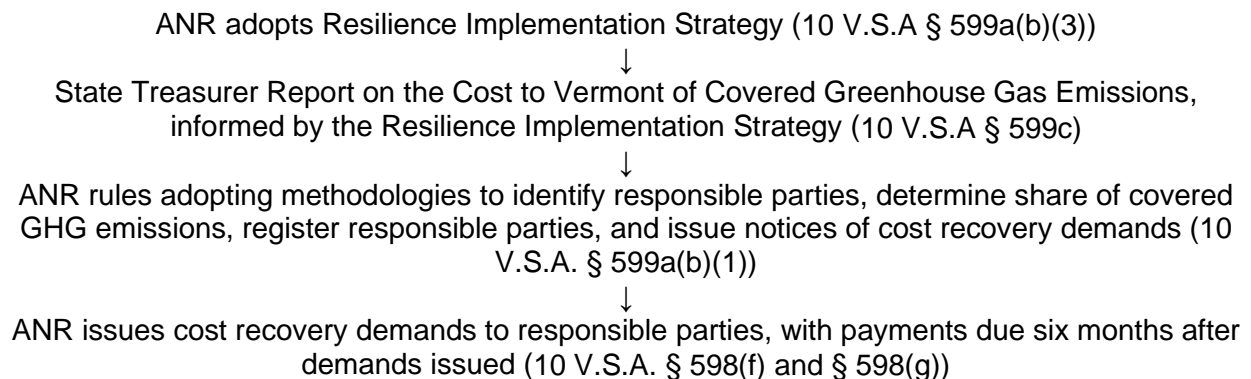 ANR adopts Resilience Implementation Strategy (10 V.S.A § 599a(b)(3))
↓
State Treasurer Report on the Cost to Vermont of Covered Greenhouse Gas Emissions,
informed by the Resilience Implementation Strategy (10 V.S.A § 599c)
↓
ANR rules adopting methodologies to identify responsible parties, determine share of covered
GHG emissions, register responsible parties, and issue notices of cost recovery demands (10
V.S.A. § 599a(b)(1))
↓
ANR issues cost recovery demands to responsible parties, with payments due six months after
demands issued (10 V.S.A. § 598(f) and § 598(g))